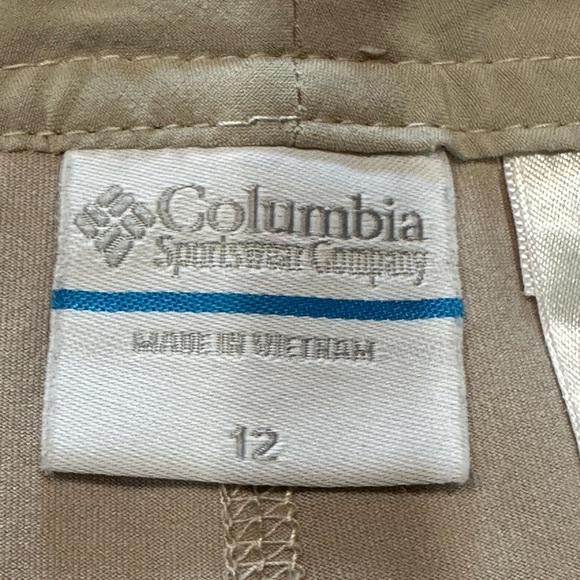 Columbia
Sportswear Company
MADE IN VIETNAM
12